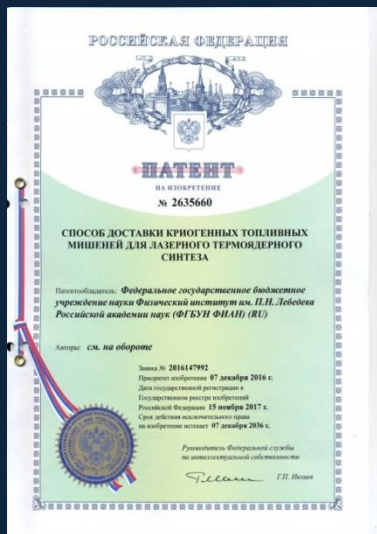 РОССИЙСКАЯ ФЕДЕРАЦИЯ
ПАТЕНТ
НА ИЗОБРЕТЕНИЕ
№ 2635660
СПОСОБ ДОСТАВКИ КРИОГЕННЫХ ТОПЛИВНЫХ
МИШЕНЕЙ ДЛЯ ЛАЗЕРНОГО ТЕРМОЯДЕРНОГО
СИНТЕЗА
Патентообладатель: Федеральное государственное бюджетное
учреждение науки Физический институт им. П.Н. Лебедева
Российской академии наук (ФГБУН ФИАН) (RU)
Авторы: см. на обороте
Заявка № 2016147992
Приоритет изобретения 07 декабря 2016 г.
Дата государственной регистрации в
Государственном реестре изобретений
Российской Федерации 15 ноября 2017 г.
Срок действия исключительного права
на изобретение истекает 07 декабря 2036 г.
Руководитель Федеральной службы
по интеллектуальной собственности
Г.П. Ивлиев